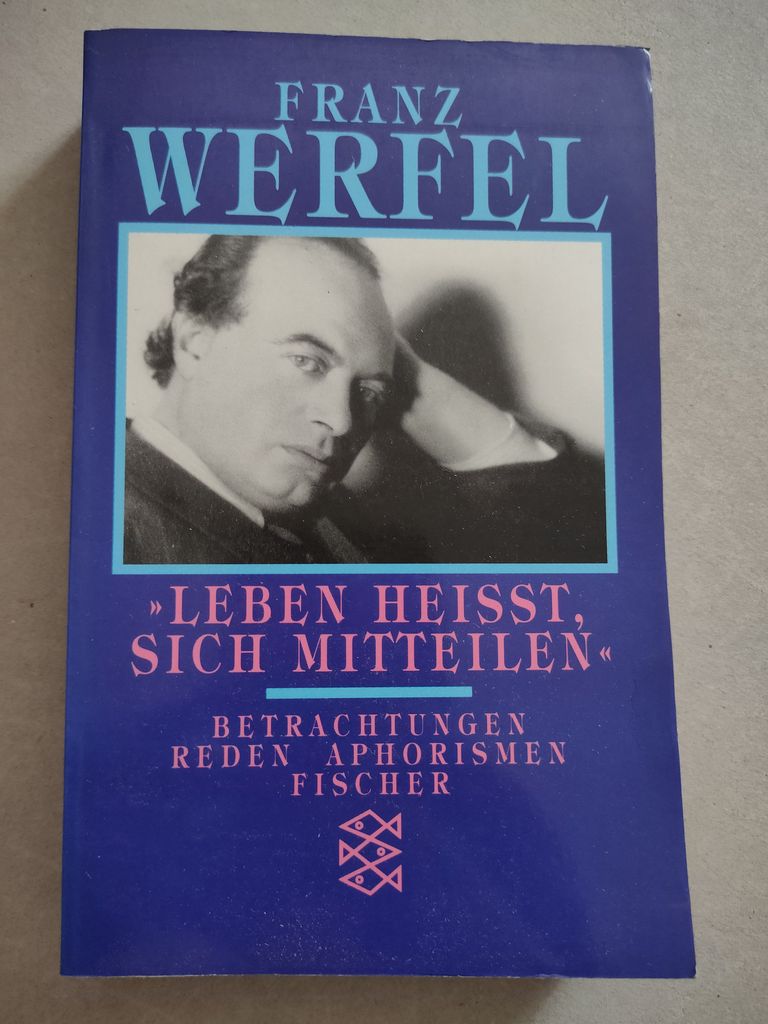 FRANZ
WERFEL
»LEBEN HEISST,
SICH MITTEILEN«
BETRACHTUNGEN
REDEN APHORISMEN
FISCHER